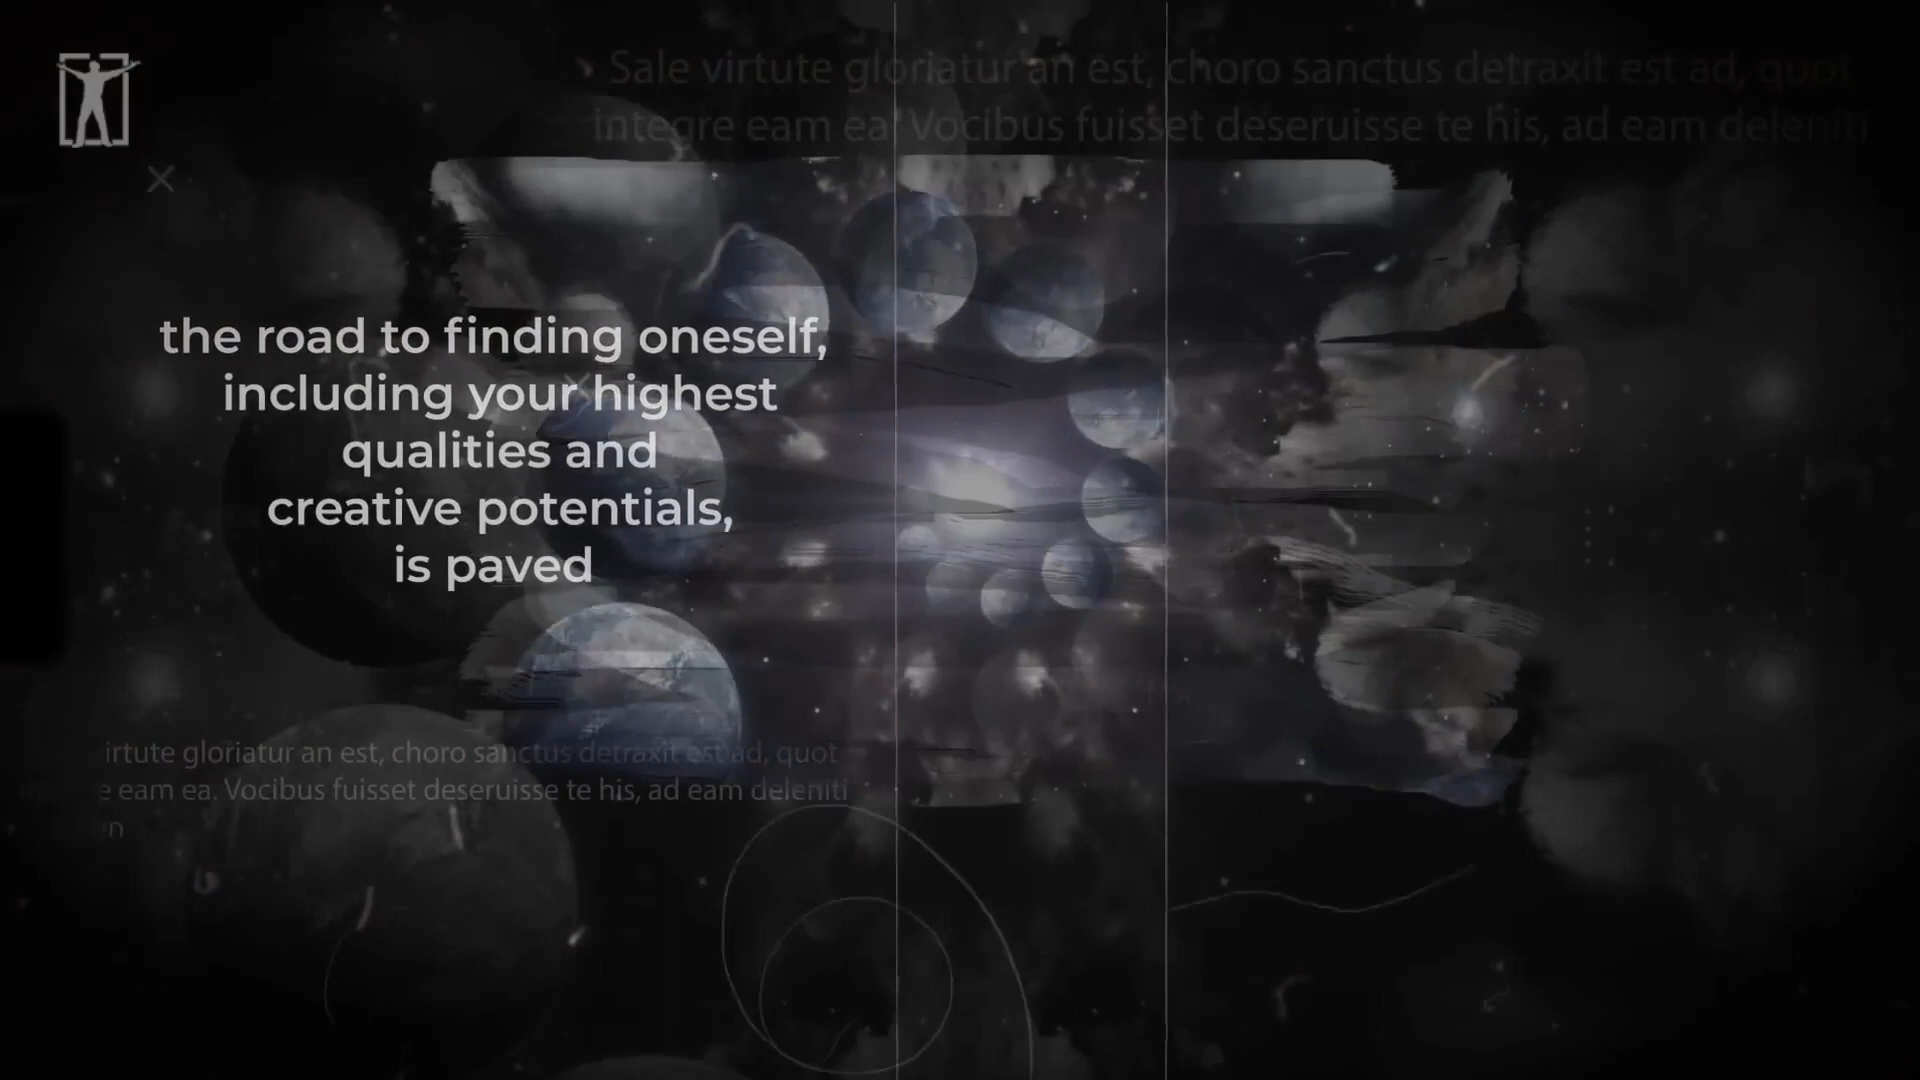 Sale virtute gloriatur an est, choro sanctus detraxit est ad, quot
integre eam ea. Vocibus fuisset deseruisse te his, ad eam deleniti
the road to finding oneself,
including your highest
qualities and
creative potentials,
is paved
irtute gloriatur an est, choro sanctus detraxit est ad, quot
e eam ea. Vocibus fuisset deseruisse te his, ad eam deleniti